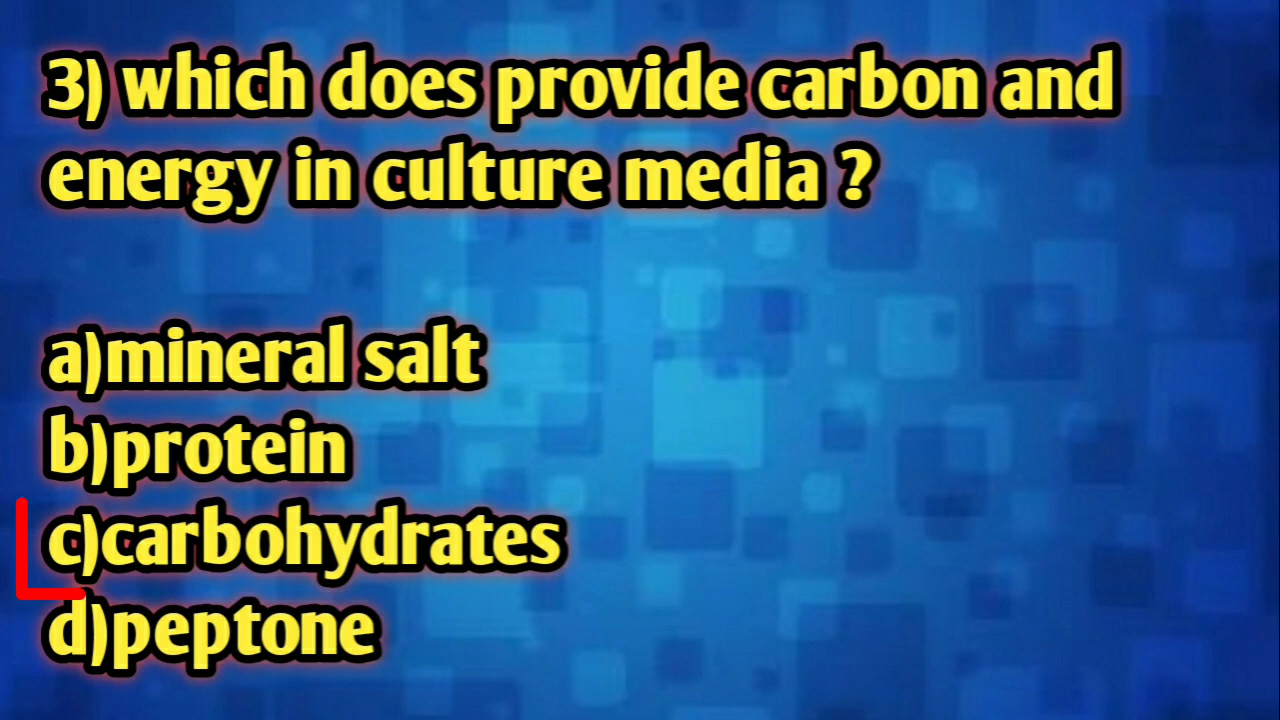 3) which does provide carbon and
energy in culture media ?
a)mineral salt
b)protein
c)carbohydrates
d)peptone